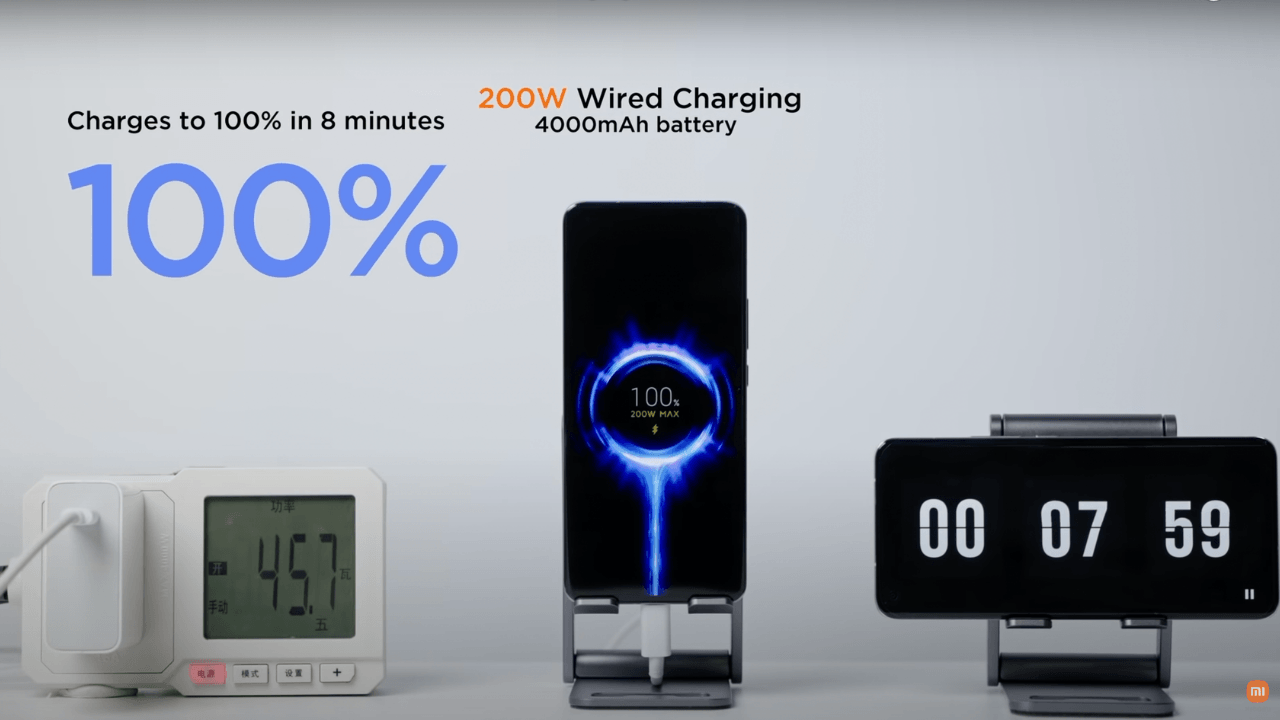 200W Wired Charging
4000mAh battery
Charges to 100% in 8 minutes
100%
100%
200W MAX
功率
开
45.7
瓦
手动
五
电源
模式
设置
+
00 07 59
mi